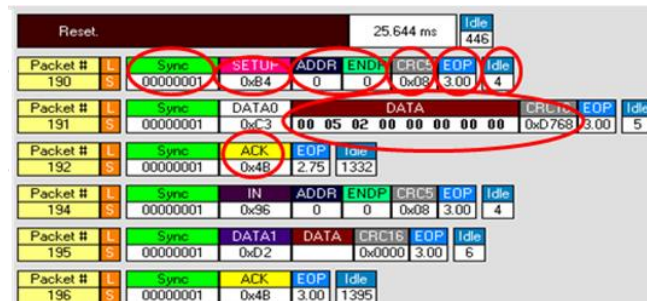 Reset. 25.644 ms Idle
446
Packet # L Sync SETUP ADDR ENDP CRC5 EOP Idle
190 S 00000001 0xB4 0 0 0x08 3.00 4
Packet # L Sync DATA0 DATA CRC16 EOP Idle
191 S 00000001 0xC3 00 05 02 00 00 00 00 00 0xD768 3.00 5
Packet # L Sync ACK EOP Idle
192 S 00000001 0x4B 2.75 1332
Packet # L Sync IN ADDR ENDP CRC5 EOP Idle
194 S 00000001 0x96 0 0 0x08 3.00 4
Packet # L Sync DATA1 DATA CRC16 EOP Idle
195 S 00000001 0xD2 0x0000 3.00 6
Packet # L Sync ACK EOP Idle
196 S 00000001 0x4B 3.00 1395